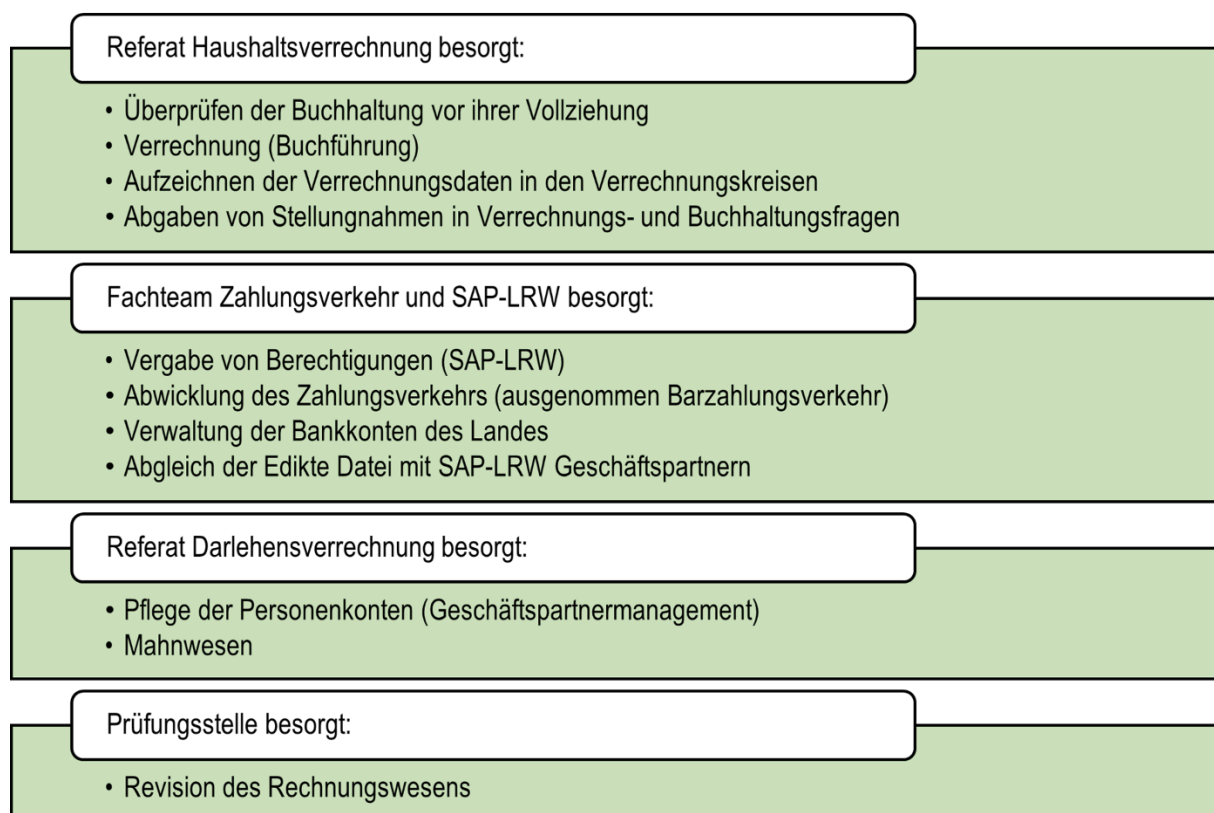 Referat Haushaltsverrechnung besorgt:
• Überprüfen der Buchhaltung vor ihrer Vollziehung
• Verrechnung (Buchführung)
• Aufzeichnen der Verrechnungsdaten in den Verrechnungskreisen
• Abgaben von Stellungnahmen in Verrechnungs- und Buchhaltungsfragen
Fachteam Zahlungsverkehr und SAP-LRW besorgt:
• Vergabe von Berechtigungen (SAP-LRW)
• Abwicklung des Zahlungsverkehrs (ausgenommen Barzahlungsverkehr)
• Verwaltung der Bankkonten des Landes
• Abgleich der Edikte Datei mit SAP-LRW Geschäftspartnern
Referat Darlehensverrechnung besorgt:
• Pflege der Personenkonten (Geschäftspartnermanagement)
• Mahnwesen
Prüfungsstelle besorgt:
• Revision des Rechnungswesens